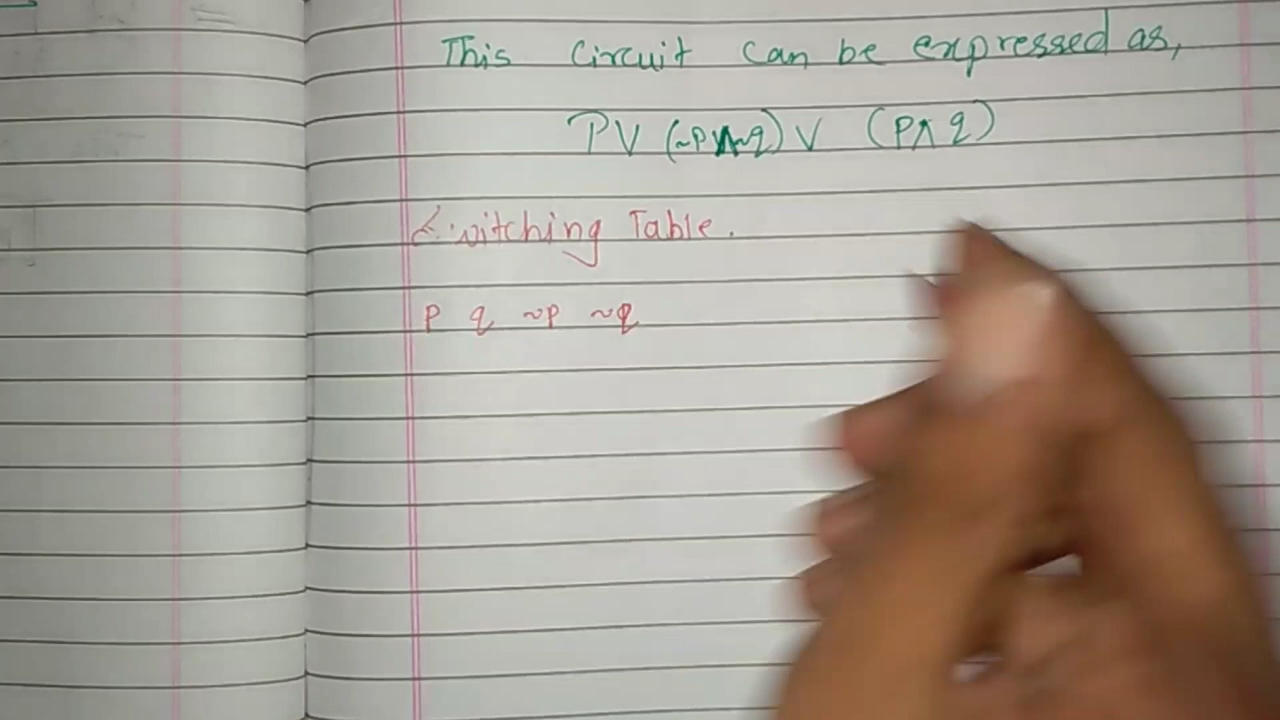 This Circuit can be expressed as,
P∨ (~P∧~q)∨ (P∧q)
Switching Table.
P q ~P ~q